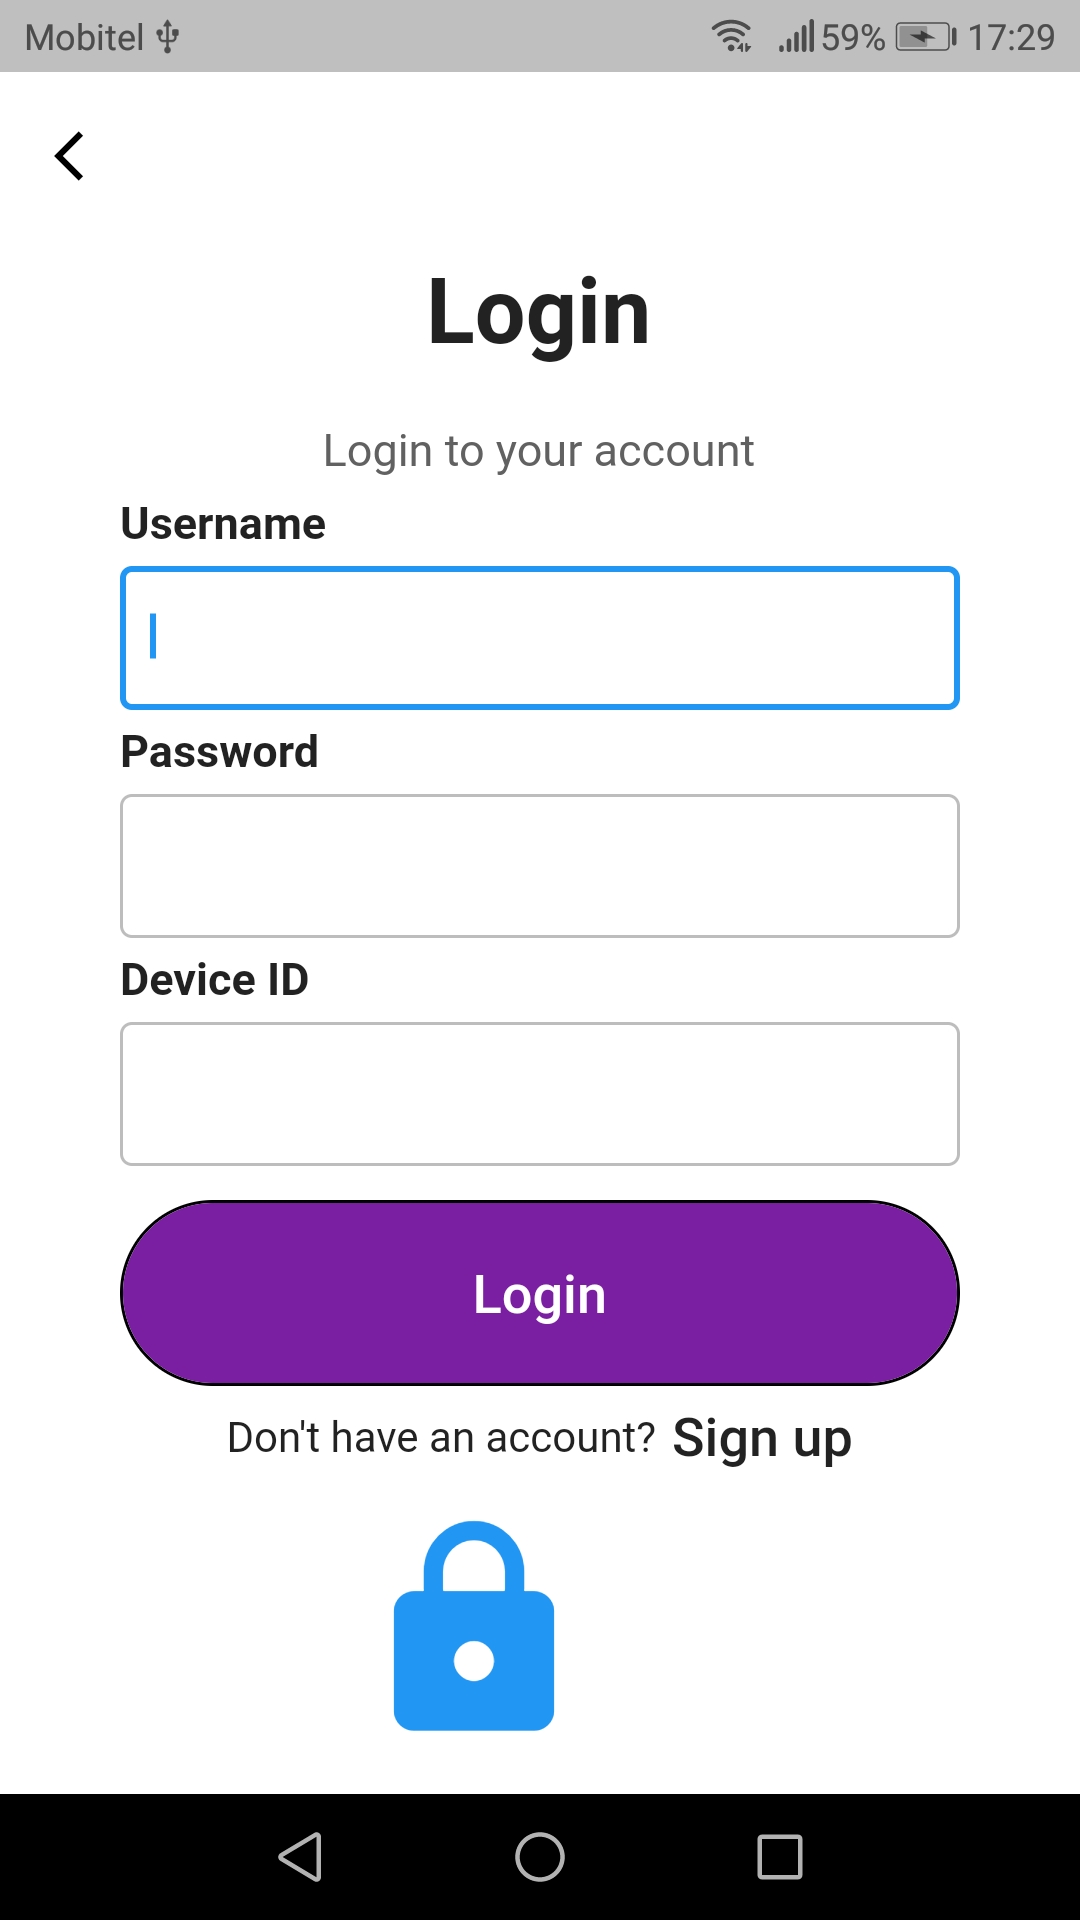 Mobitel 59% 17:29
Login
Login to your account
Username
Password
Device ID
Login
Don't have an account? Sign up